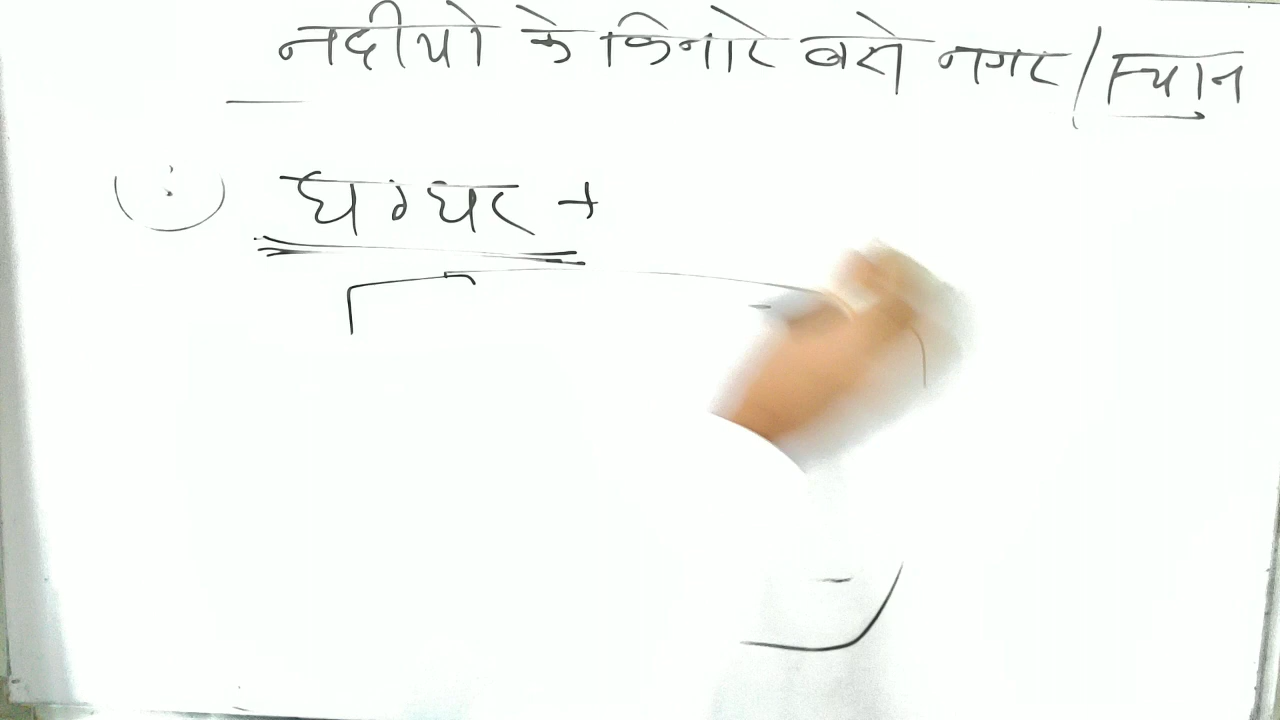 नदीयो के किनारे बसे नगर/स्थान
घग्घर →